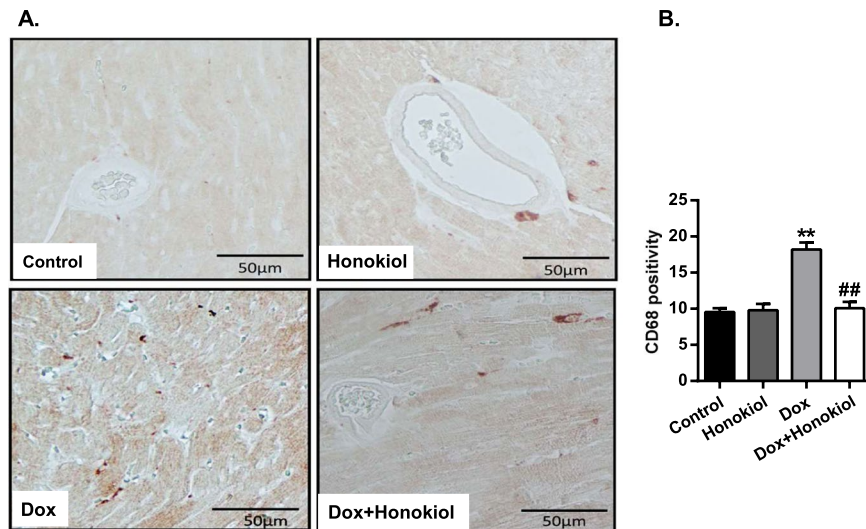 A.
Control
50μm
Honokiol
50μm
Dox
50μm
Dox+Honokiol
50μm
B.
CD68 positivity
25
20
15
10
5
0
**
##
Control
Honokiol
Dox
Dox+Honokiol